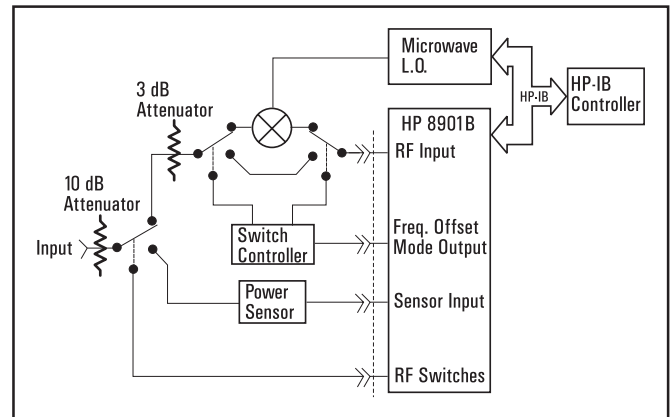 Microwave
L.O.
HP-IB
HP-IB
Controller
3 dB
Attenuator
HP 8901B
RF Input
10 dB
Attenuator
Input
Switch
Controller
Freq. Offset
Mode Output
Power
Sensor
Sensor Input
RF Switches